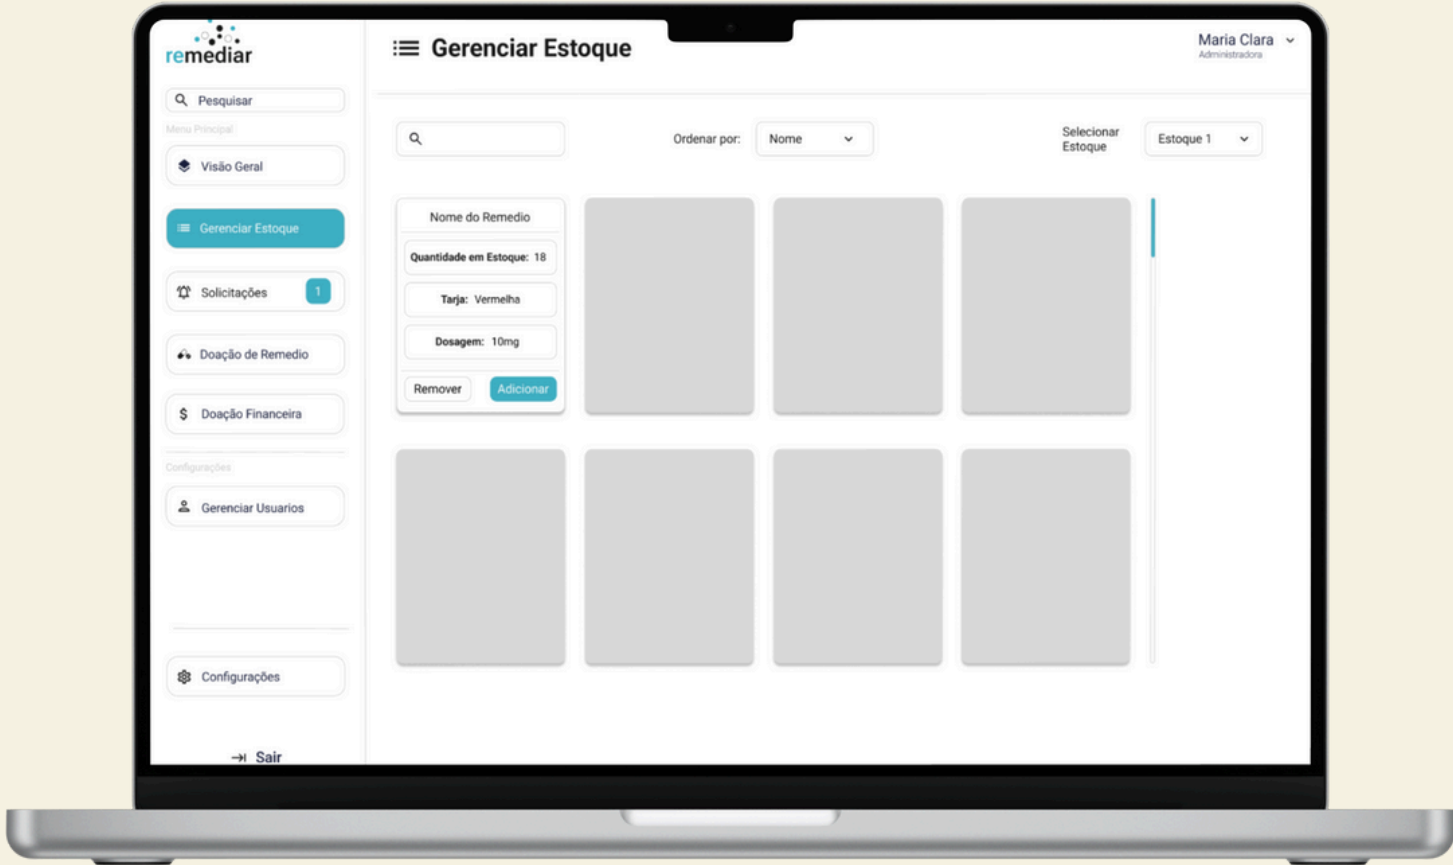 remediar
Pesquisar
Menu Principal
Visão Geral
Gerenciar Estoque
Solicitações 1
Doação de Remedio
$ Doação Financeira
Configurações
Gerenciar Usuarios
Configurações
Sair
Gerenciar Estoque
Maria Clara
Administradora
Ordenar por: Nome
Selecionar
Estoque
Estoque 1
Nome do Remedio
Quantidade em Estoque: 18
Tarja: Vermelha
Dosagem: 10mg
Remover Adicionar